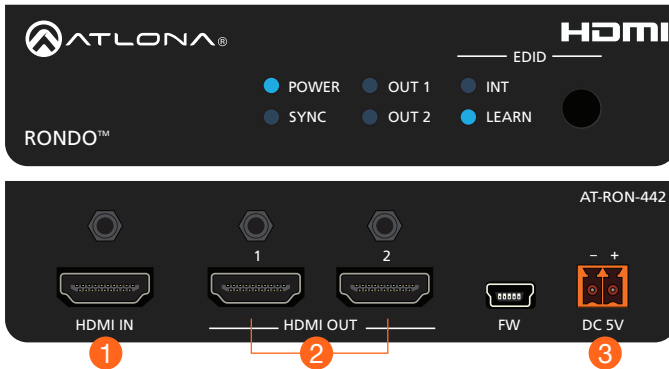 ATLONA®
HDMI
EDID
POWER OUT 1 INT
SYNC OUT 2 LEARN
RONDO™
AT-RON-442
1 2 - +
HDMI IN HDMI OUT FW DC 5V
1 2 3